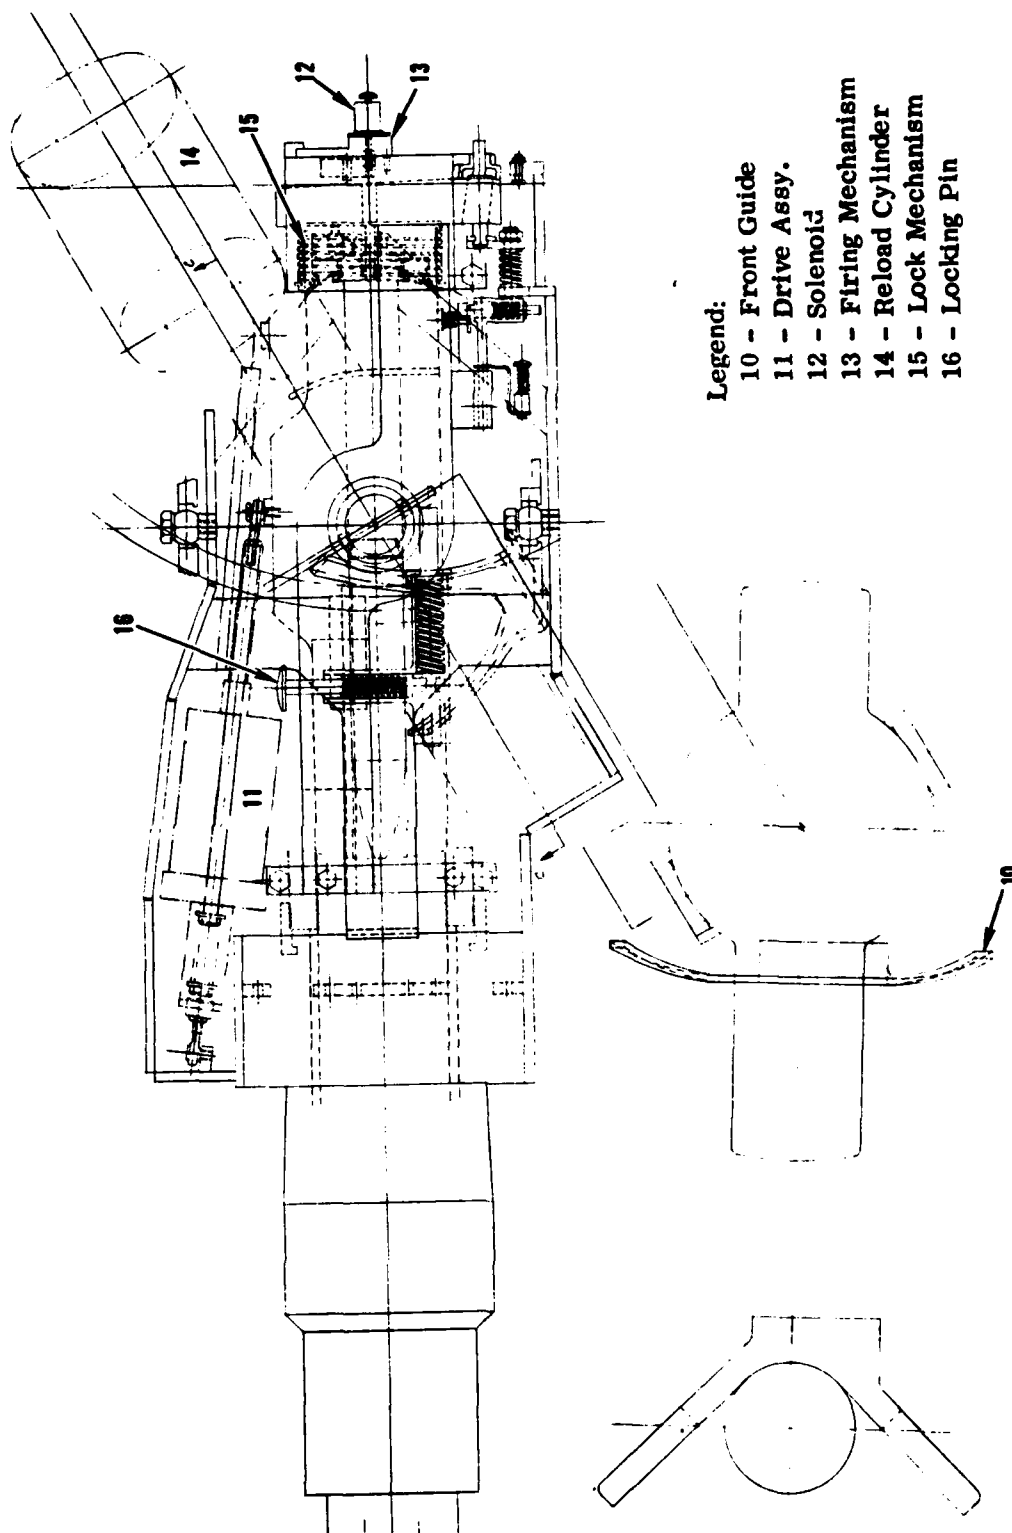 12
13
15
14
16
11
10
Legend:
10 - Front Guide
11 - Drive Assy.
12 - Solenoid
13 - Firing Mechanism
14 - Reload Cylinder
15 - Lock Mechanism
16 - Locking Pin